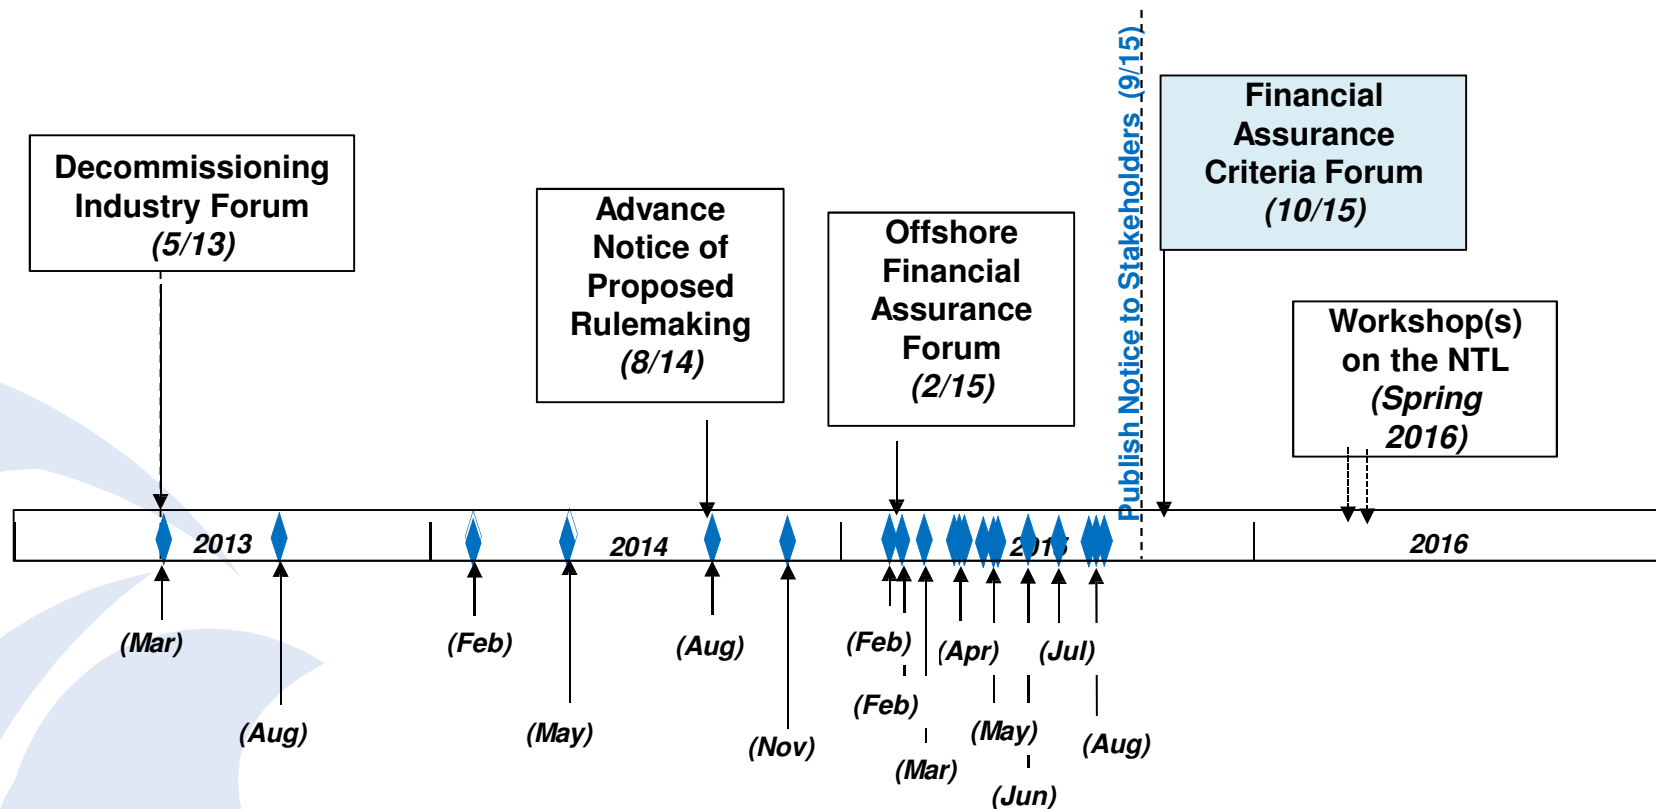 Publish Notice to Stakeholders (9/15)
Decommissioning
Industry Forum
(5/13)
Advance
Notice of
Proposed
Rulemaking
(8/14)
Offshore
Financial
Assurance
Forum
(2/15)
Financial
Assurance
Criteria Forum
(10/15)
Workshop(s)
on the NTL
(Spring
2016)
2013
2014
2015
2016
(Mar)
(Aug)
(Feb)
(May)
(Aug)
(Nov)
(Feb)
(Feb)
(Mar)
(Apr)
(May)
(Jun)
(Jul)
(Aug)